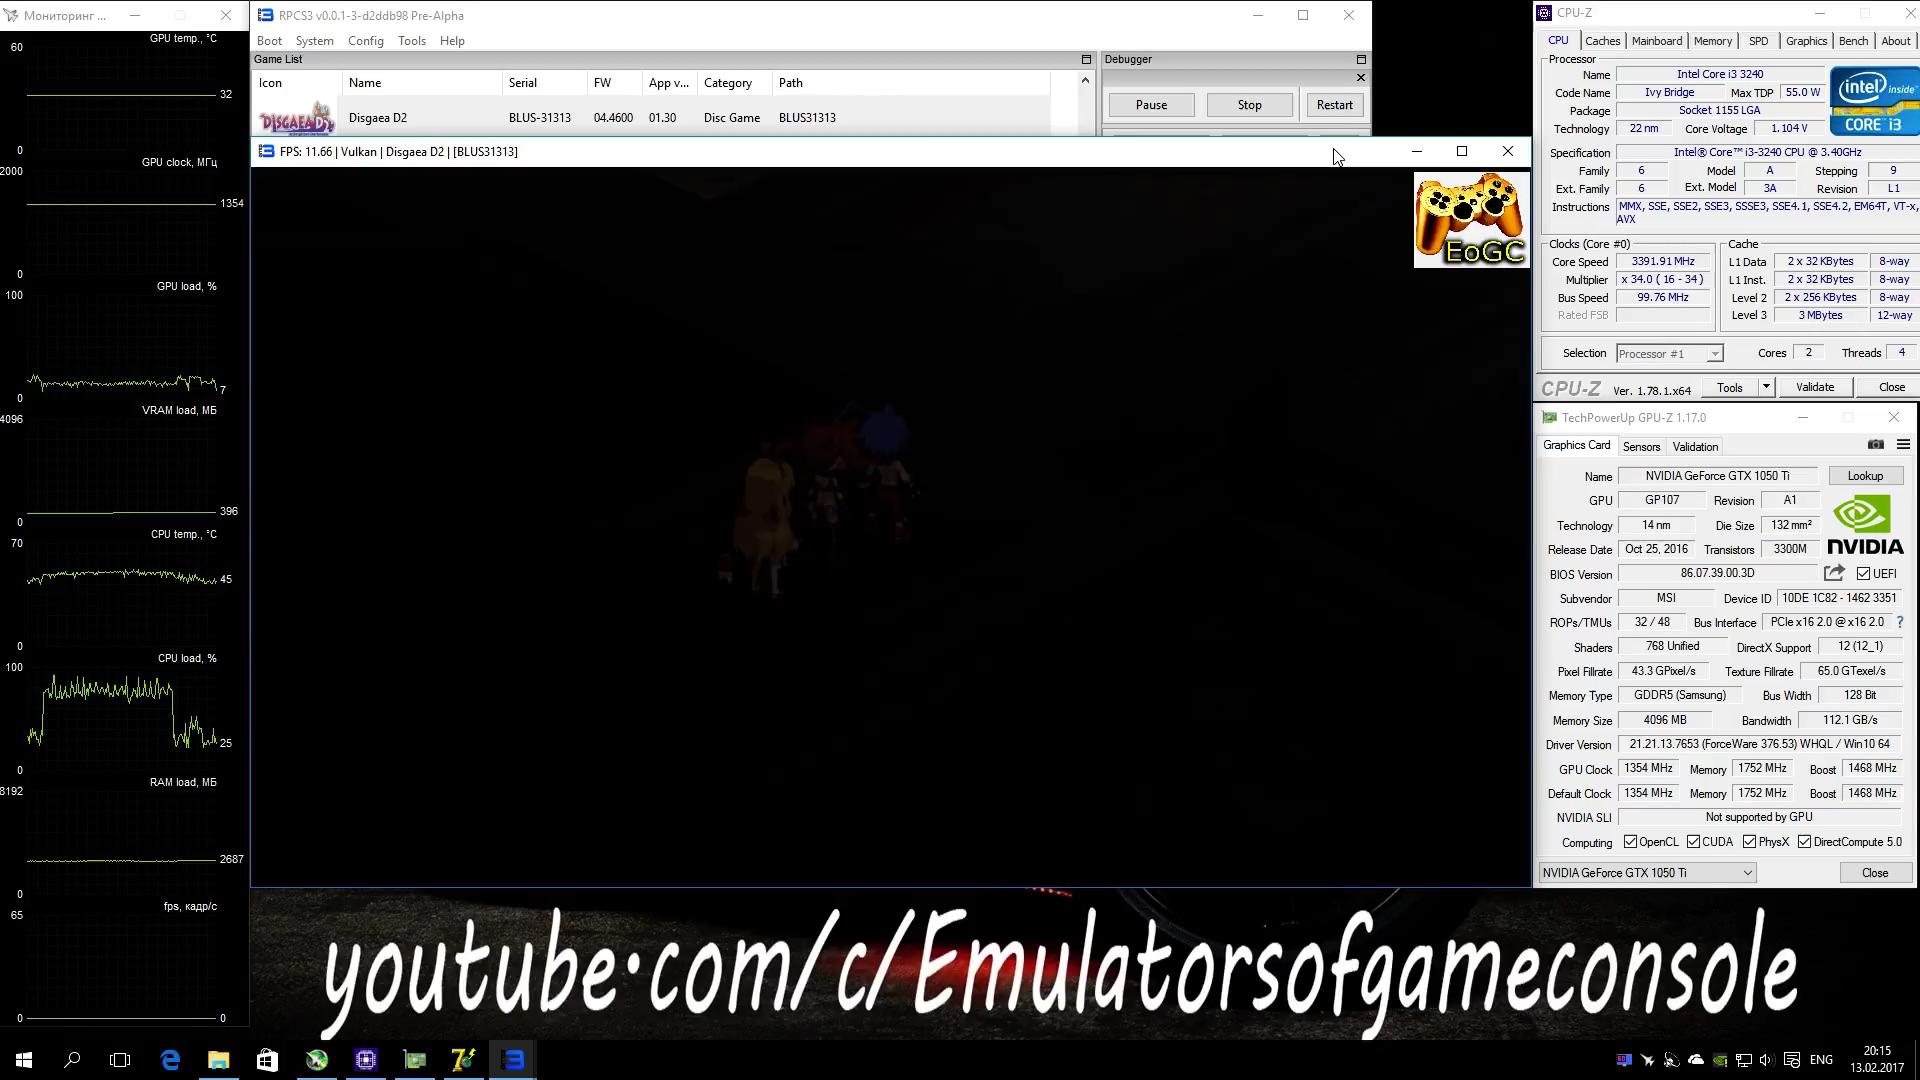 Мониторинг ...
GPU temp., °C
60
32
0
GPU clock, МГц
2000
1354
0
GPU load, %
100
7
0
VRAM load, МБ
4096
396
0
CPU temp., °C
70
45
0
CPU load, %
100
25
0
RAM load, МБ
8192
2687
0
fps, кадр/с
65
0
0
RPCS3 v0.0.1-3-d2ddb98 Pre-Alpha
Boot System Config Tools Help
Game List
Icon Name Serial FW App v... Category Path
DISGAEA D2
Disgaea D2 BLUS-31313 04.4600 01.30 Disc Game BLUS31313
Debugger
Pause Stop Restart
FPS: 11.66 | Vulkan | Disgaea D2 | [BLUS31313]
EoGC
CPU-Z
CPU Caches Mainboard Memory SPD Graphics Bench About
Processor
Name Intel Core i3 3240
Code Name Ivy Bridge Max TDP 55.0 W
Package Socket 1155 LGA
Technology 22 nm Core Voltage 1.104 V
intel inside™
CORE i3
Specification Intel® Core™ i3-3240 CPU @ 3.40GHz
Family 6 Model A Stepping 9
Ext. Family 6 Ext. Model 3A Revision L1
Instructions MMX, SSE, SSE2, SSE3, SSSE3, SSE4.1, SSE4.2, EM64T, VT-x,
AVX
Clocks (Core #0) Cache
Core Speed 3391.91 MHz L1 Data 2 x 32 KBytes 8-way
Multiplier x 34.0 ( 16 - 34 ) L1 Inst. 2 x 32 KBytes 8-way
Bus Speed 99.76 MHz Level 2 2 x 256 KBytes 8-way
Rated FSB Level 3 3 MBytes 12-way
Selection Processor #1 Cores 2 Threads 4
CPU-Z Ver. 1.78.1.x64 Tools Validate Close
TechPowerUp GPU-Z 1.17.0
Graphics Card Sensors Validation
Name NVIDIA GeForce GTX 1050 Ti Lookup
GPU GP107 Revision A1
Technology 14 nm Die Size 132 mm²
Release Date Oct 25, 2016 Transistors 3300M
NVIDIA
BIOS Version 86.07.39.00.3D UEFI
Subvendor MSI Device ID 10DE 1C82 - 1462 3351
ROPs/TMUs 32 / 48 Bus Interface PCIe x16 2.0 @ x16 2.0 ?
Shaders 768 Unified DirectX Support 12 (12_1)
Pixel Fillrate 43.3 GPixel/s Texture Fillrate 65.0 GTexel/s
Memory Type GDDR5 (Samsung) Bus Width 128 Bit
Memory Size 4096 MB Bandwidth 112.1 GB/s
Driver Version 21.21.13.7653 (ForceWare 376.53) WHQL / Win10 64
GPU Clock 1354 MHz Memory 1752 MHz Boost 1468 MHz
Default Clock 1354 MHz Memory 1752 MHz Boost 1468 MHz
NVIDIA SLI Not supported by GPU
Computing OpenCL CUDA PhysX DirectCompute 5.0
NVIDIA GeForce GTX 1050 Ti Close
youtube.com/c/Emulatorsofgameconsole
ENG
20:15
13.02.2017